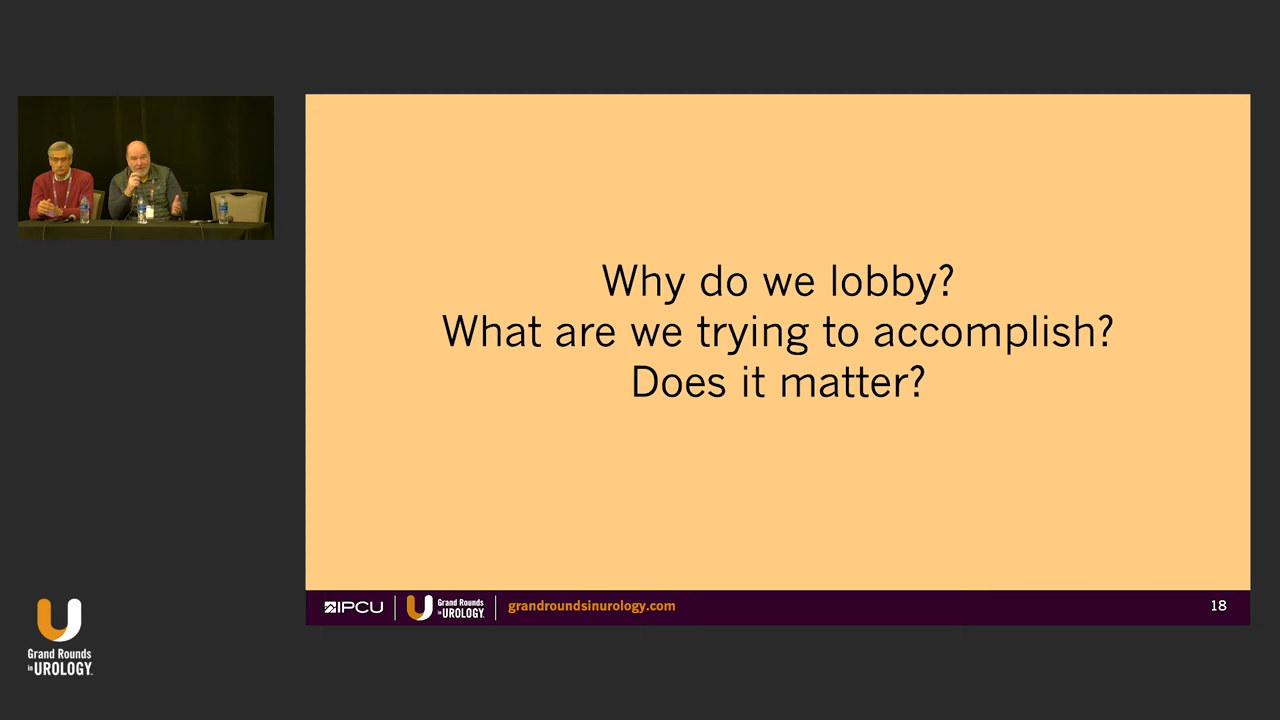 Why do we lobby?
What are we trying to accomplish?
Does it matter?
IPCU
Grand Rounds
in UROLOGY
grandroundsinurology.com
18
Grand Rounds
in UROLOGY